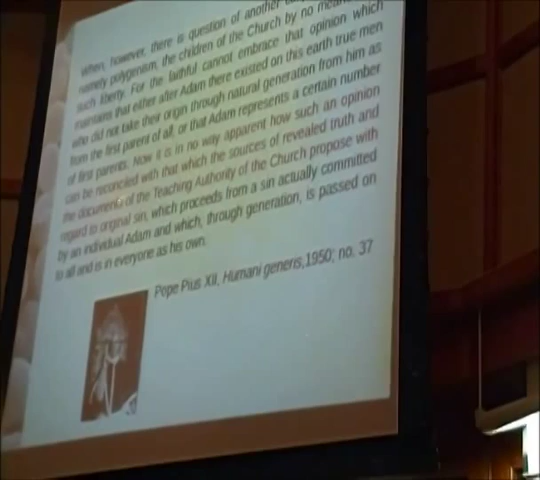 When, however, there is question of another
namely polygenism, the children of the Church by no
such liberty. For the faithful cannot embrace that opinion which
maintains that either after Adam there existed on this earth true men
who did not take their origin through natural generation from him as
from the first parent of all, or that Adam represents a certain number
of first parents. Now it is in no way apparent how such an opinion
can be reconciled with that which the sources of revealed truth and
the documents of the Teaching Authority of the Church propose with
regard to original sin, which proceeds from a sin actually committed
by an individual Adam and which, through generation, is passed on
to all and is in everyone as his own.
Pope Pius XII, Humani generis,1950; no. 37